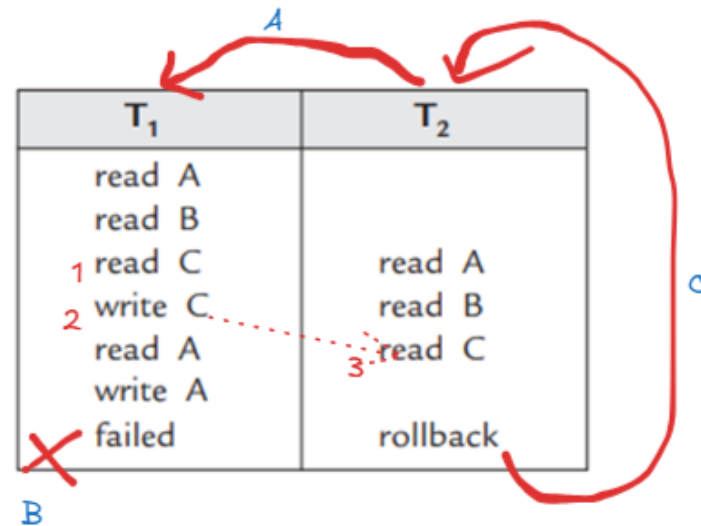 A
T1 T2
read A
read B
1 read C read A
2 write C read B
read A 3 read C
write A
failed rollback
B
C